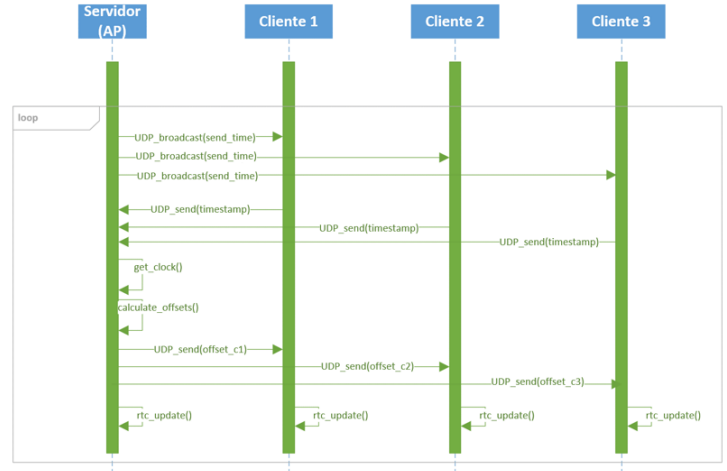 Servidor
(AP)
Cliente 1
Cliente 2
Cliente 3
loop
UDP_broadcast(send_time)
UDP_broadcast(send_time)
UDP_broadcast(send_time)
UDP_send(timestamp)
UDP_send(timestamp)
UDP_send(timestamp)
get_clock()
calculate_offsets()
UDP_send(offset_c1)
UDP_send(offset_c2)
UDP_send(offset_c3)
rtc_update()
rtc_update()
rtc_update()
rtc_update()